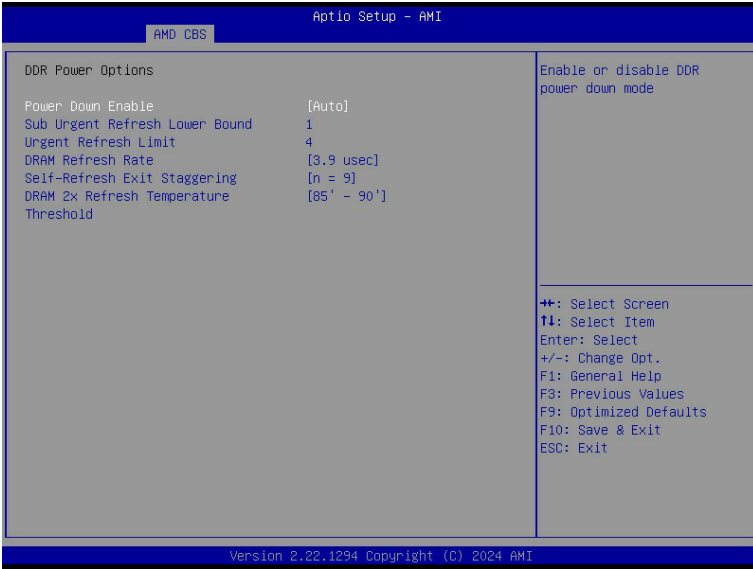 Aptio Setup - AMI
AMD CBS
DDR Power Options
Power Down Enable [Auto]
Sub Urgent Refresh Lower Bound 1
Urgent Refresh Limit 4
DRAM Refresh Rate [3.9 usec]
Self-Refresh Exit Staggering [n = 9]
DRAM 2x Refresh Temperature [85' - 90']
Threshold
Enable or disable DDR
power down mode
→←: Select Screen
↑↓: Select Item
Enter: Select
+/-: Change Opt.
F1: General Help
F3: Previous Values
F9: Optimized Defaults
F10: Save & Exit
ESC: Exit
Version 2.22.1294 Copyright (C) 2024 AMI